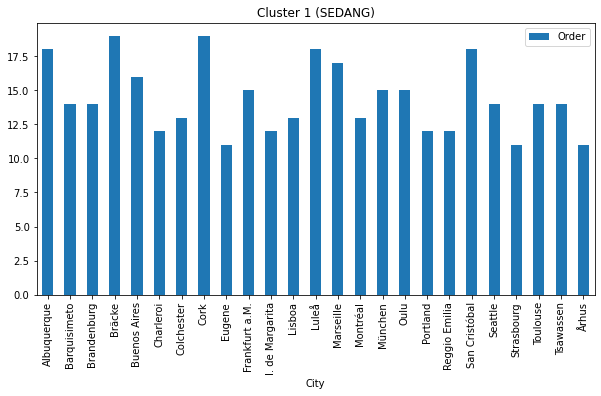 Cluster 1 (SEDANG)
Order
17.5
15.0
12.5
10.0
7.5
5.0
2.5
0.0
Albuquerque
Barquisimeto
Brandenburg
Bräcke
Buenos Aires
Charleroi
Colchester
Cork
Eugene
Frankfurt a.M.
I. de Margarita
Lisboa
Luleå
Marseille
Montréal
München
Oulu
Portland
Reggio Emilia
San Cristóbal
Seattle
Strasbourg
Toulouse
Tsawassen
Århus
City